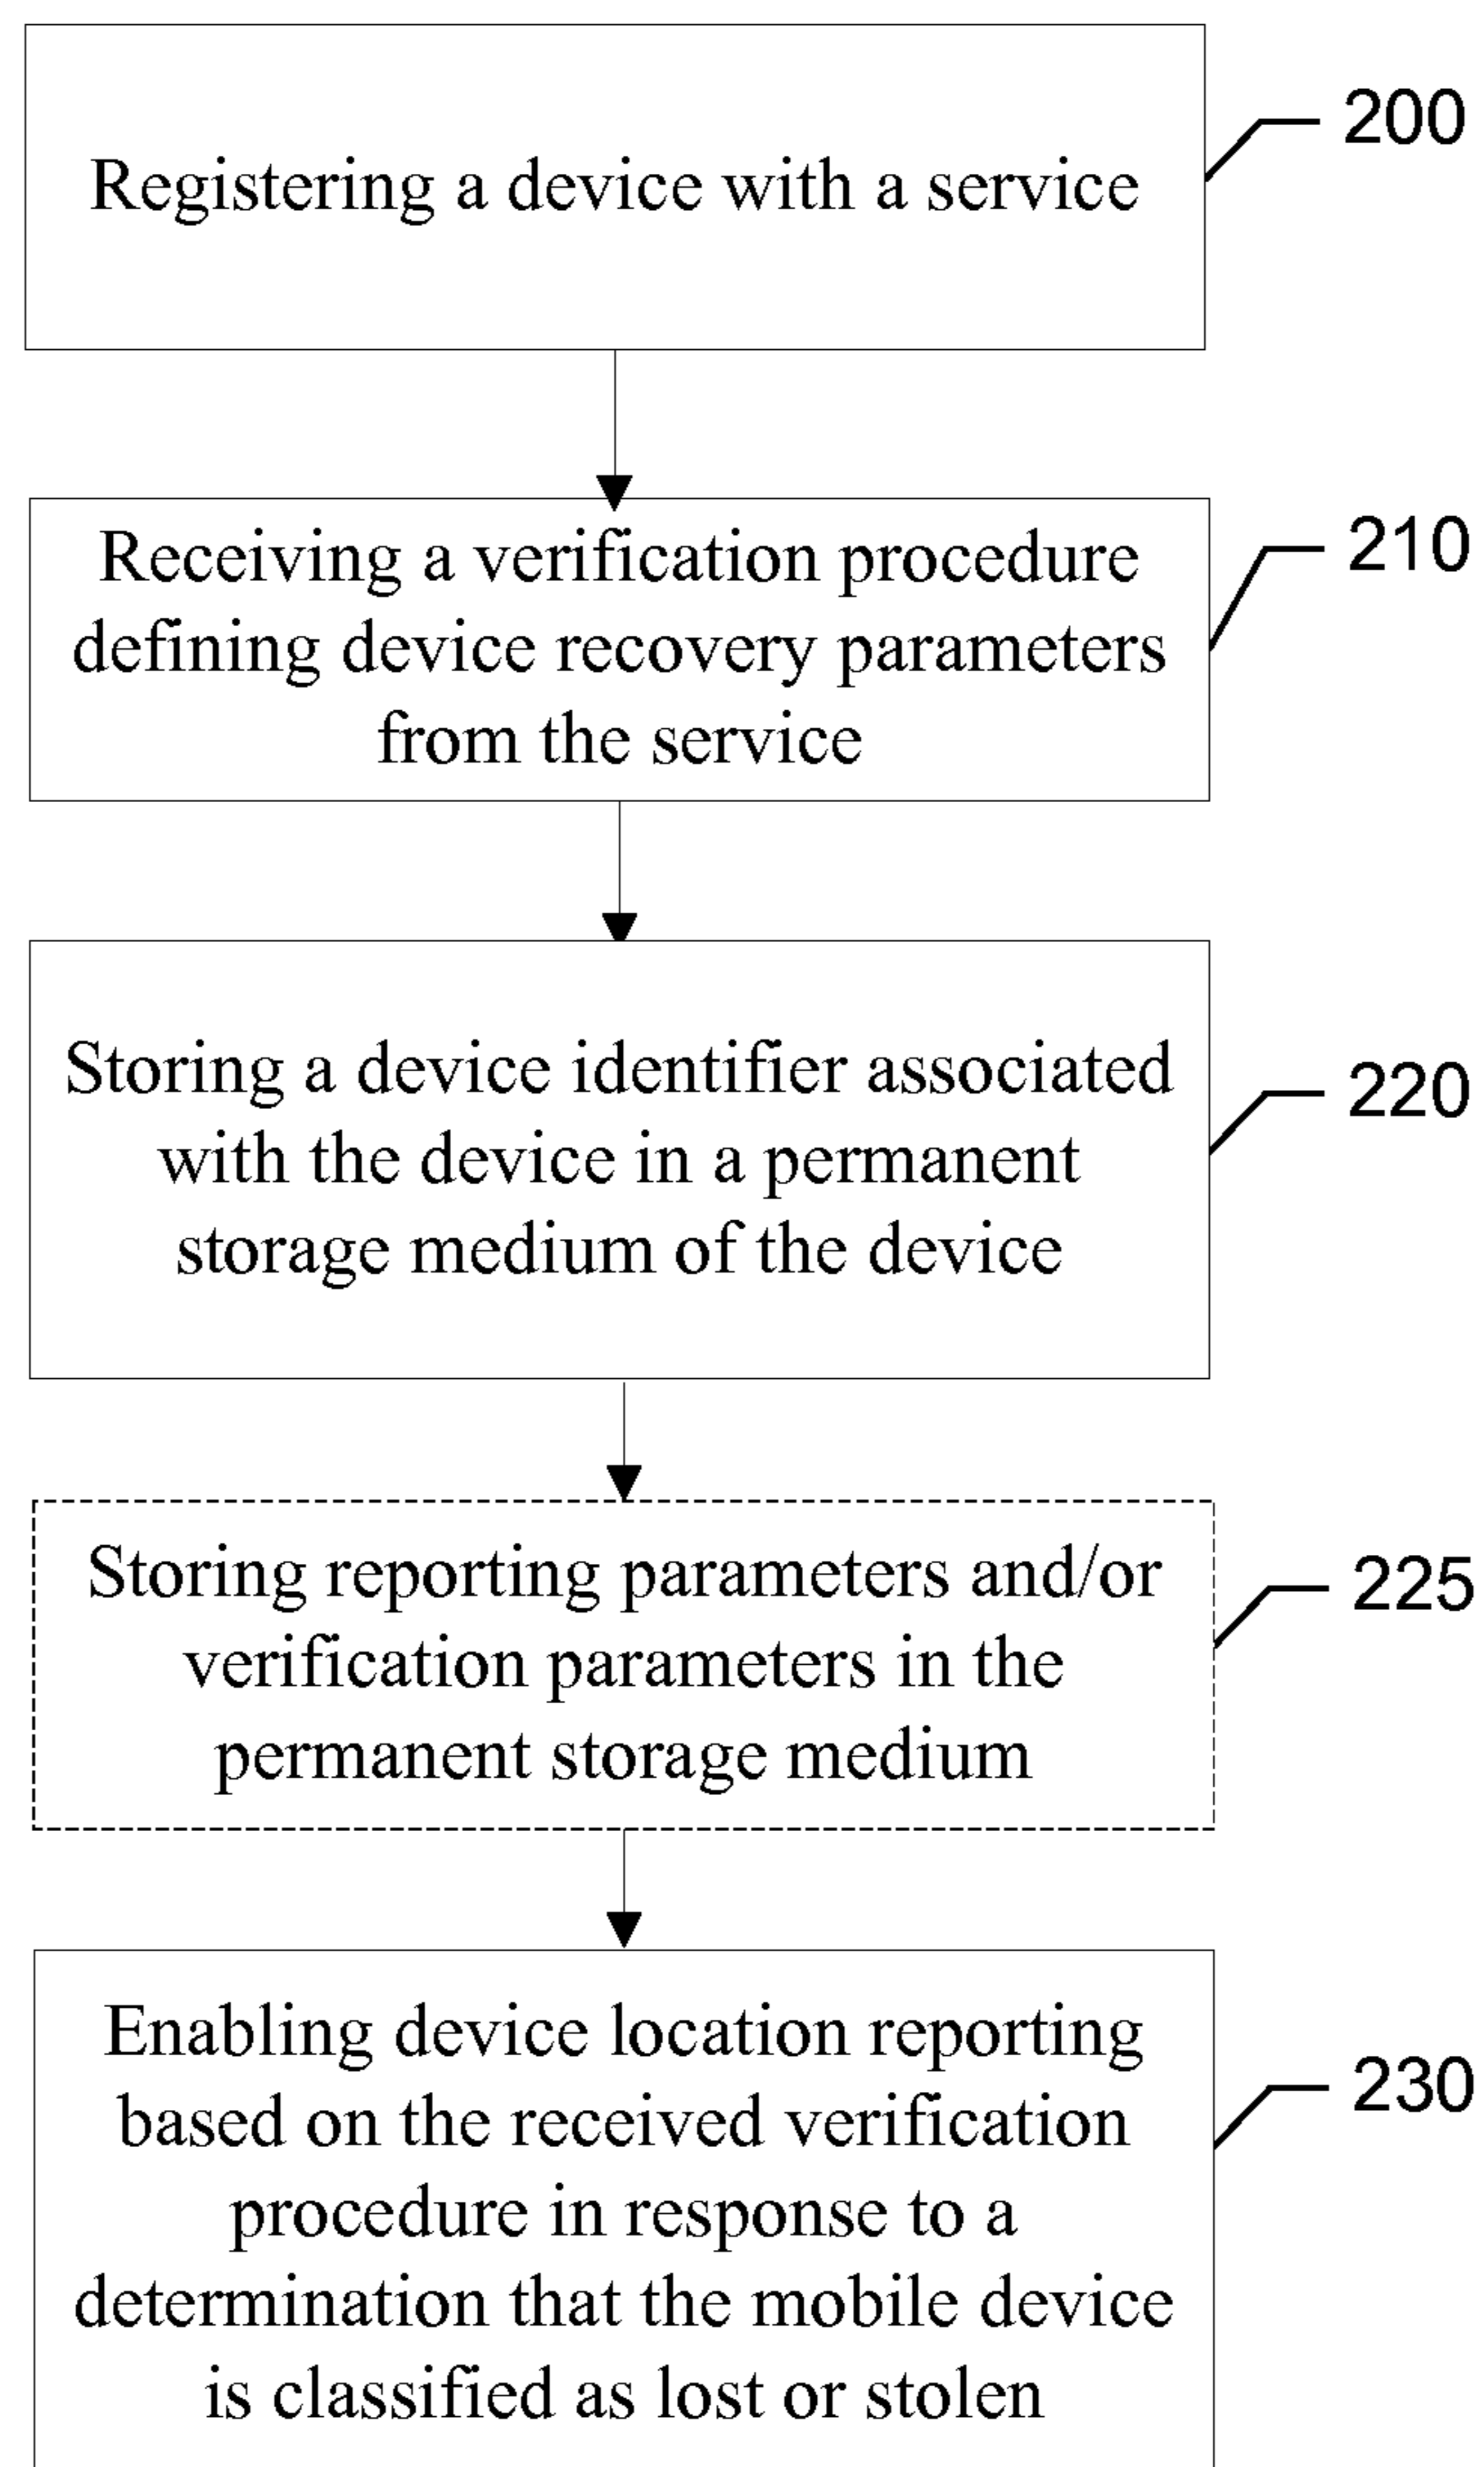 200
Registering a device with a service
210
Receiving a verification procedure
defining device recovery parameters
from the service
220
Storing a device identifier associated
with the device in a permanent
storage medium of the device
225
Storing reporting parameters and/or
verification parameters in the
permanent storage medium
230
Enabling device location reporting
based on the received verification
procedure in response to a
determination that the mobile device
is classified as lost or stolen